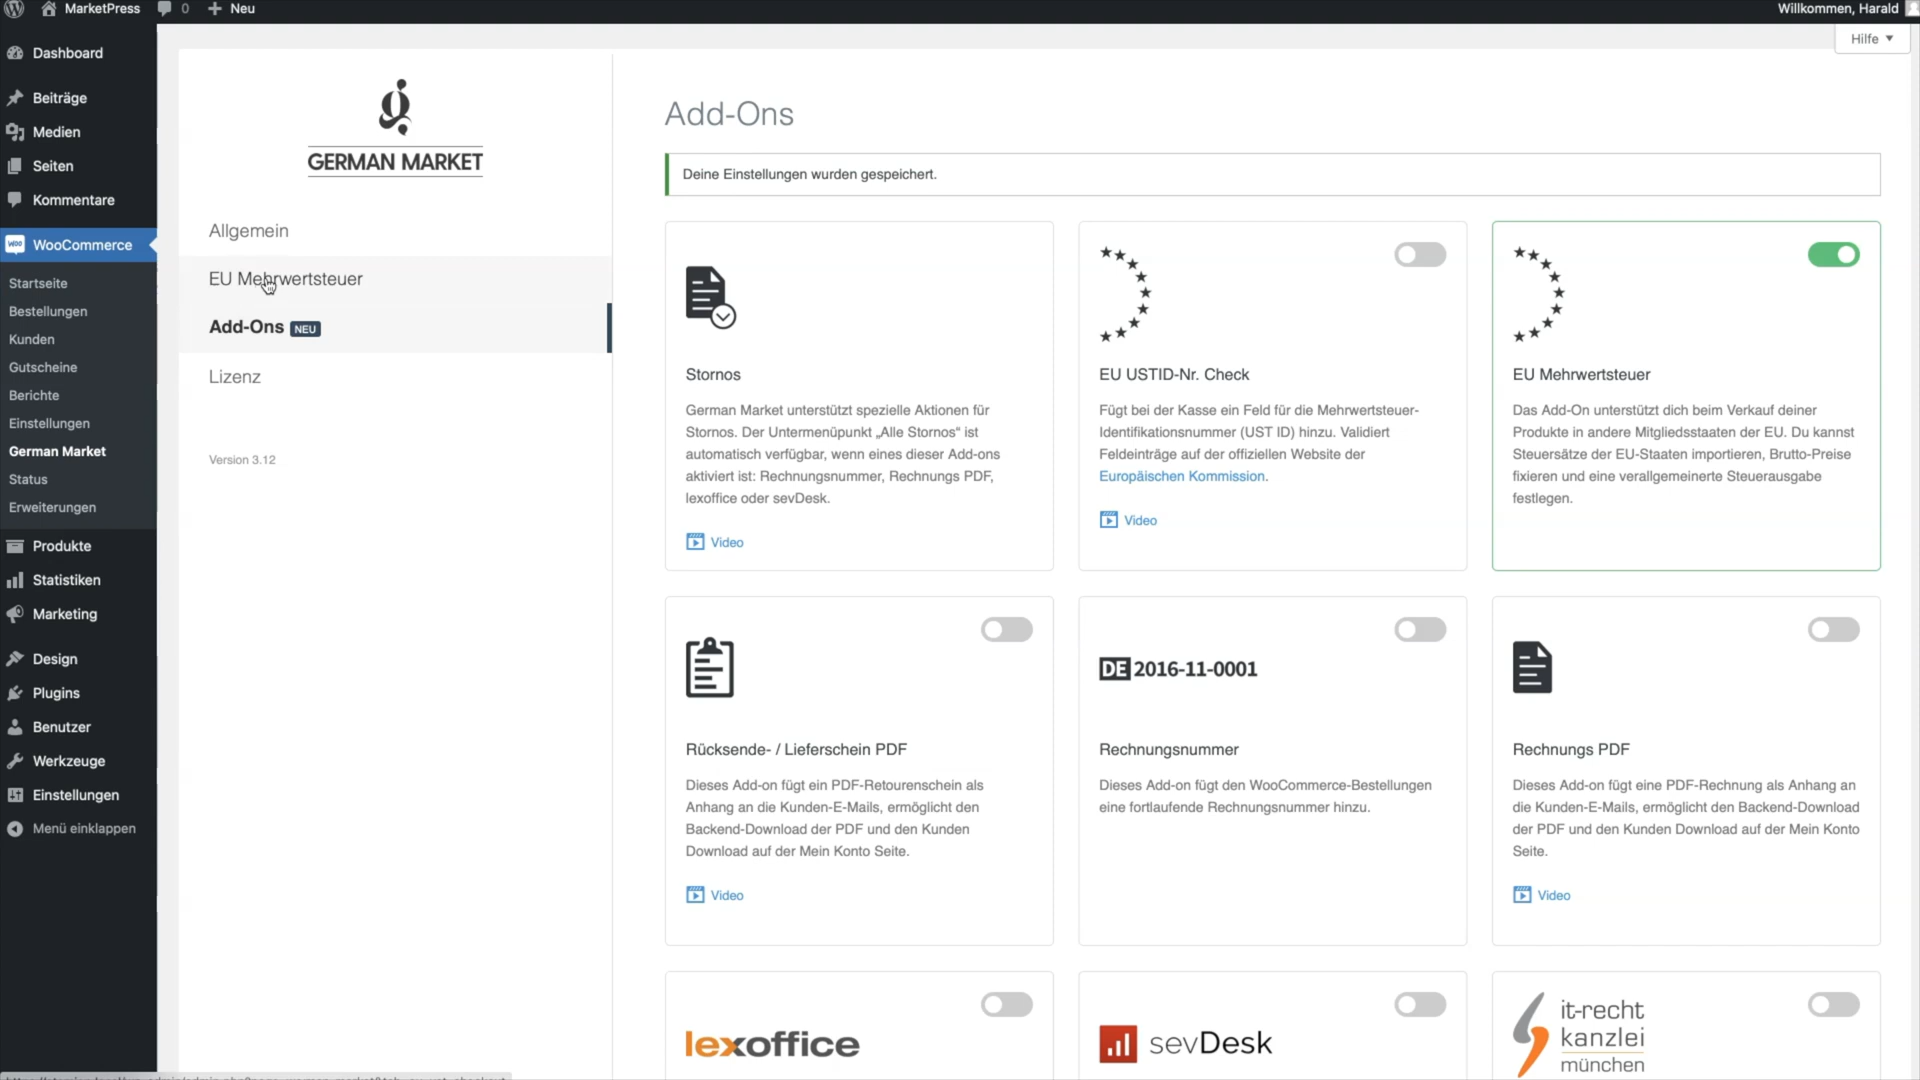 MarketPress
0
Neu
Willkommen, Harald
Hilfe
Dashboard
Beiträge
Medien
Seiten
Kommentare
WooCommerce
Startseite
Bestellungen
Kunden
Gutscheine
Berichte
Einstellungen
German Market
Status
Erweiterungen
Produkte
Statistiken
Marketing
Design
Plugins
Benutzer
Werkzeuge
Einstellungen
Menü einklappen
GERMAN MARKET
Allgemein
EU Mehrwertsteuer
Add-Ons NEU
Lizenz
Version 3.12
Add-Ons
Deine Einstellungen wurden gespeichert.
Stornos
German Market unterstützt spezielle Aktionen für
Stornos. Der Untermenüpunkt „Alle Stornos“ ist
automatisch verfügbar, wenn eines dieser Add-ons
aktiviert ist: Rechnungsnummer, Rechnungs PDF,
lexoffice oder sevDesk.
Video
EU USTID-Nr. Check
Fügt bei der Kasse ein Feld für die Mehrwertsteuer-
Identifikationsnummer (UST ID) hinzu. Validiert
Feldeinträge auf der offiziellen Website der
Europäischen Kommission.
Video
EU Mehrwertsteuer
Das Add-On unterstützt dich beim Verkauf deiner
Produkte in andere Mitgliedsstaaten der EU. Du kannst
Steuersätze der EU-Staaten importieren, Brutto-Preise
fixieren und eine verallgemeinerte Steuerausgabe
festlegen.
Rücksende- / Lieferschein PDF
Dieses Add-on fügt ein PDF-Retourenschein als
Anhang an die Kunden-E-Mails, ermöglicht den
Backend-Download der PDF und den Kunden
Download auf der Mein Konto Seite.
Video
DE 2016-11-0001
Rechnungsnummer
Dieses Add-on fügt den WooCommerce-Bestellungen
eine fortlaufende Rechnungsnummer hinzu.
Rechnungs PDF
Dieses Add-on fügt eine PDF-Rechnung als Anhang an
die Kunden-E-Mails, ermöglicht den Backend-Download
der PDF und den Kunden Download auf der Mein Konto
Seite.
Video
lexoffice
sevDesk
it-recht
kanzlei
münchen